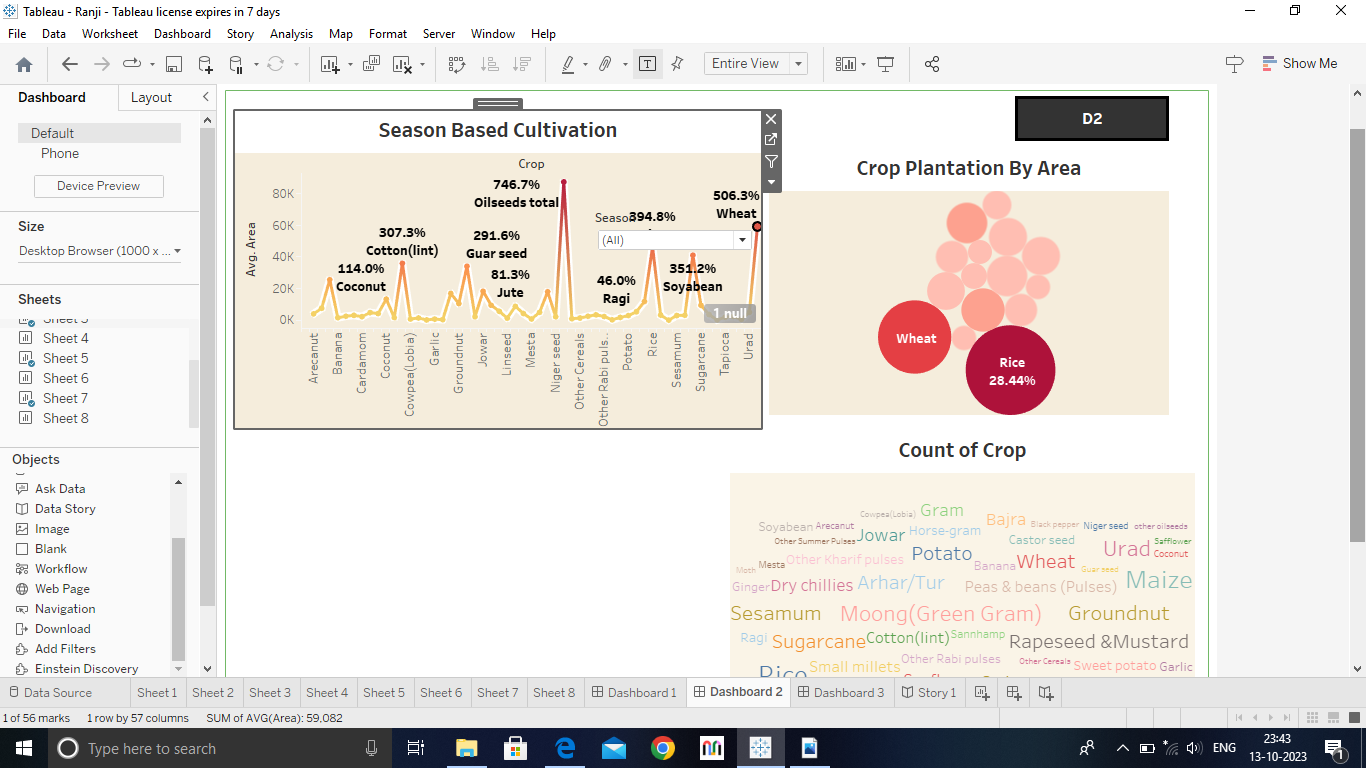 Tableau - Ranji - Tableau license expires in 7 days
File Data Worksheet Dashboard Story Analysis Map Format Server Window Help
Entire View
Show Me
Dashboard Layout
Default
Phone
Device Preview
Size
Desktop Browser (1000 x ...
Sheets
Sheet 4
Sheet 5
Sheet 6
Sheet 7
Sheet 8
Objects
Ask Data
Data Story
Image
Blank
Workflow
Web Page
Navigation
Download
Add Filters
Einstein Discovery
Season Based Cultivation
Crop
Avg. Area
80K
60K
40K
20K
0K
746.7%
Oilseeds total
506.3%
Wheat
Season
394.8%
(All)
307.3%
Cotton(lint)
291.6%
Guar seed
114.0%
Coconut
81.3%
Jute
46.0%
Ragi
351.2%
Soyabean
1 null
Arecanut
Banana
Cardamom
Coconut
Cowpea(Lobia)
Garlic
Groundnut
Jowar
Linseed
Mesta
Niger seed
Other Cereals
Other Rabi puls..
Potato
Rice
Sesamum
Sugarcane
Tapioca
Urad
D2
Crop Plantation By Area
Wheat
Rice
28.44%
Count of Crop
Cowpea(Lobia) Gram
Soyabean Arecanut Bajra Black pepper Niger seed other oilseeds
Other Summer Pulses Jowar Horse-gram Castor seed Urad Safflower
Other Kharif pulses Potato Wheat Coconut
Moth Mesta Banana Guar seed
Ginger Dry chillies Arhar/Tur Peas & beans (Pulses) Maize
Sesamum Moong(Green Gram) Groundnut
Ragi Sugarcane Cotton(lint) Sannhamp Rapeseed &Mustard
Rice Small millets Other Rabi pulses Other Cereals Sweet potato Garlic
Data Source Sheet 1 Sheet 2 Sheet 3 Sheet 4 Sheet 5 Sheet 6 Sheet 7 Sheet 8 Dashboard 1 Dashboard 2 Dashboard 3 Story 1
1 of 56 marks 1 row by 57 columns SUM of AVG(Area): 59,082
Type here to search
ENG
23:43
13-10-2023
1